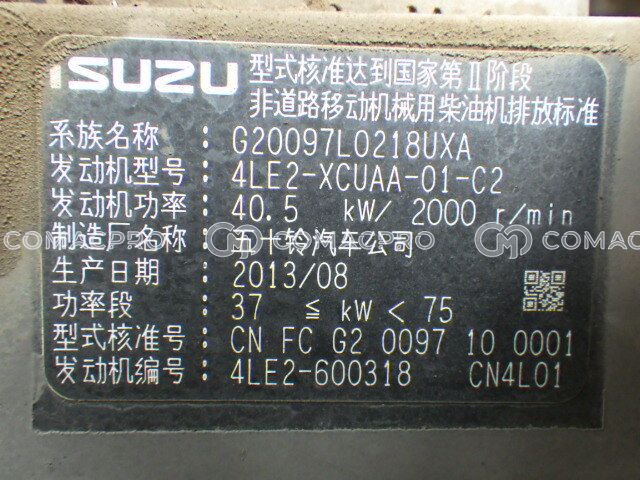 ISUZU 型式核准达到国家第Ⅱ阶段
非道路移动机械用柴油机排放标准
系族名称 : G20097L0218UXA
发动机型号 : 4LE2-XCUAA-01-C2
发动机功率 : 40.5 kW/ 2000 r/min
制造厂名称 : 五十铃汽车公司
COMACPRO CM COMACPRO CM COMAC
生产日期 : 2013/08
功率段 : 37 ≦ kW < 75
型式核准号 : CN FC G2 0097 10 0001
发动机编号 : 4LE2-600318 CN4L01